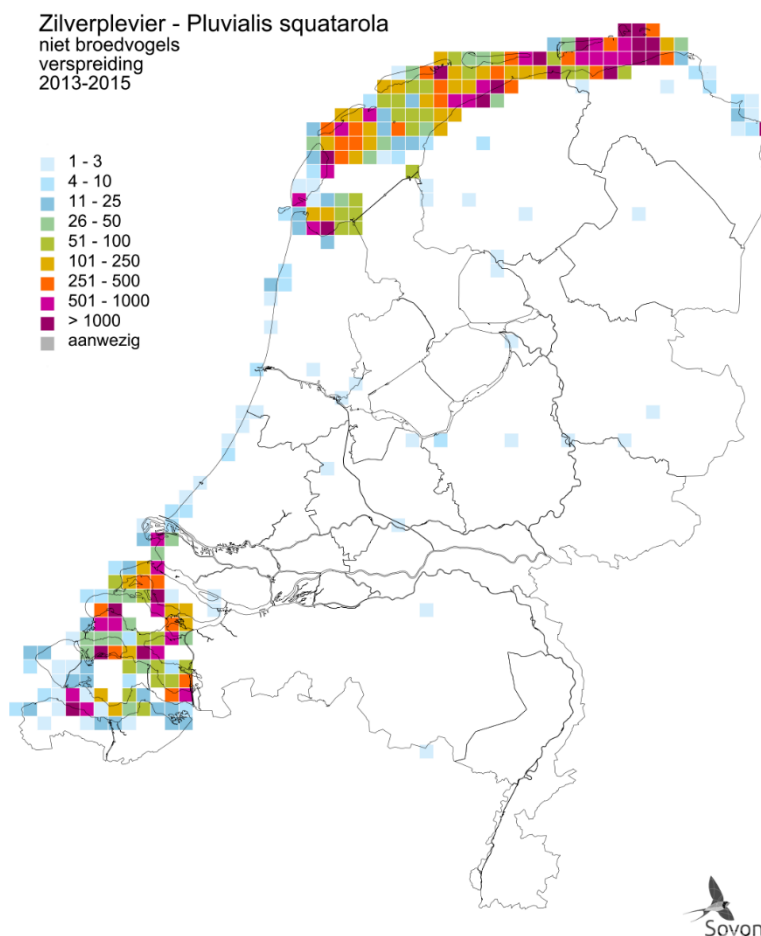 Zilverplevier - Pluvialis squatarola
niet broedvogels
verspreiding
2013-2015
1 - 3
4 - 10
11 - 25
26 - 50
51 - 100
101 - 250
251 - 500
501 - 1000
> 1000
aanwezig
Sovon